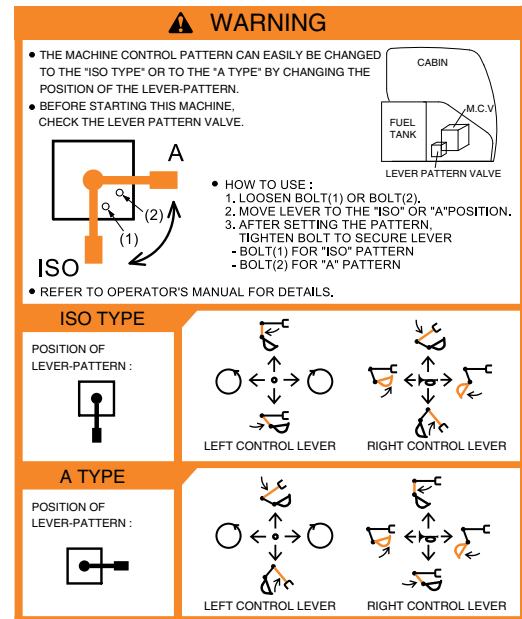 WARNING
● THE MACHINE CONTROL PATTERN CAN EASILY BE CHANGED
TO THE "ISO TYPE" OR TO THE "A TYPE" BY CHANGING THE
POSITION OF THE LEVER-PATTERN.
● BEFORE STARTING THIS MACHINE,
CHECK THE LEVER PATTERN VALVE.
CABIN
M.C.V
FUEL
TANK
LEVER PATTERN VALVE
A
(2)
(1)
ISO
● HOW TO USE :
1. LOOSEN BOLT(1) OR BOLT(2).
2. MOVE LEVER TO THE "ISO" OR "A"POSITION.
3. AFTER SETTING THE PATTERN,
TIGHTEN BOLT TO SECURE LEVER
- BOLT(1) FOR "ISO" PATTERN
- BOLT(2) FOR "A" PATTERN
● REFER TO OPERATOR'S MANUAL FOR DETAILS.
ISO TYPE
POSITION OF
LEVER-PATTERN :
LEFT CONTROL LEVER
RIGHT CONTROL LEVER
A TYPE
POSITION OF
LEVER-PATTERN :
LEFT CONTROL LEVER
RIGHT CONTROL LEVER